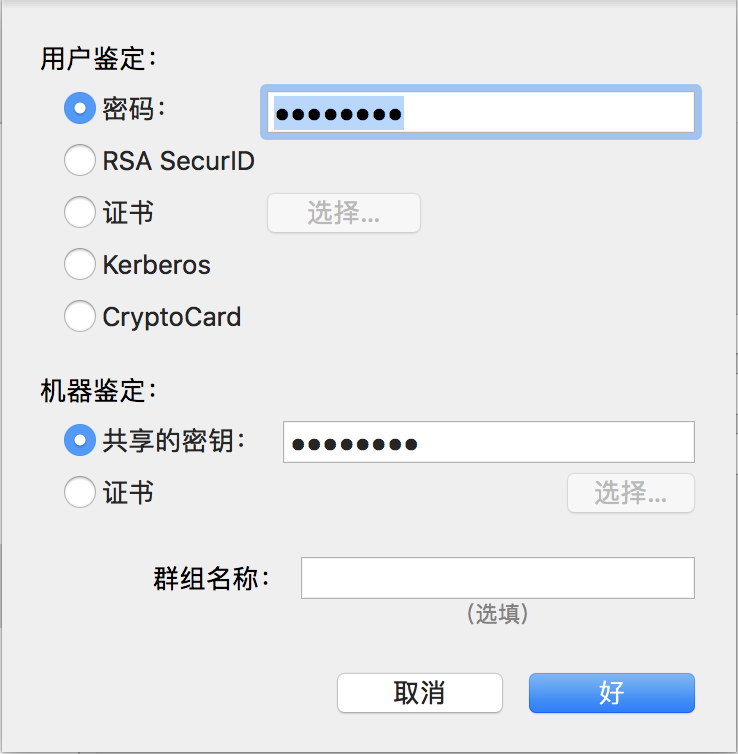 用户鉴定：
密码： ••••••••
RSA SecurID
证书 选择...
Kerberos
CryptoCard
机器鉴定：
共享的密钥： ••••••••
证书 选择...
群组名称：
(选填)
取消 好